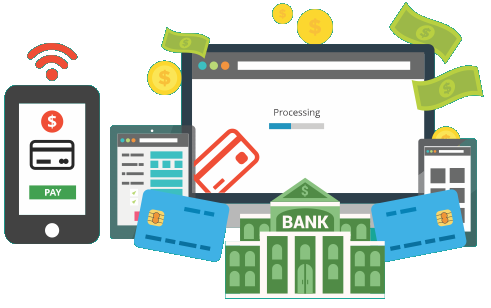 Processing
$
PAY
$
BANK